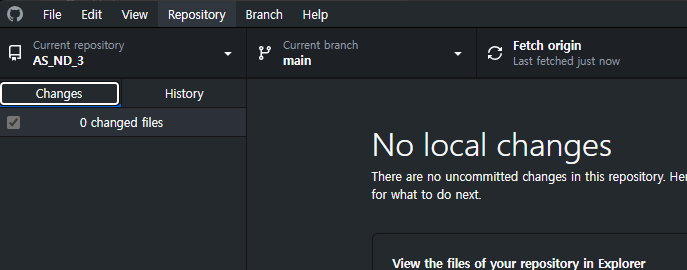 File Edit View Repository Branch Help
Current repository
AS_ND_3
Current branch
main
Fetch origin
Last fetched just now
Changes History
0 changed files
No local changes
There are no uncommitted changes in this repository.
for what to do next.
View the files of your repository in Explorer